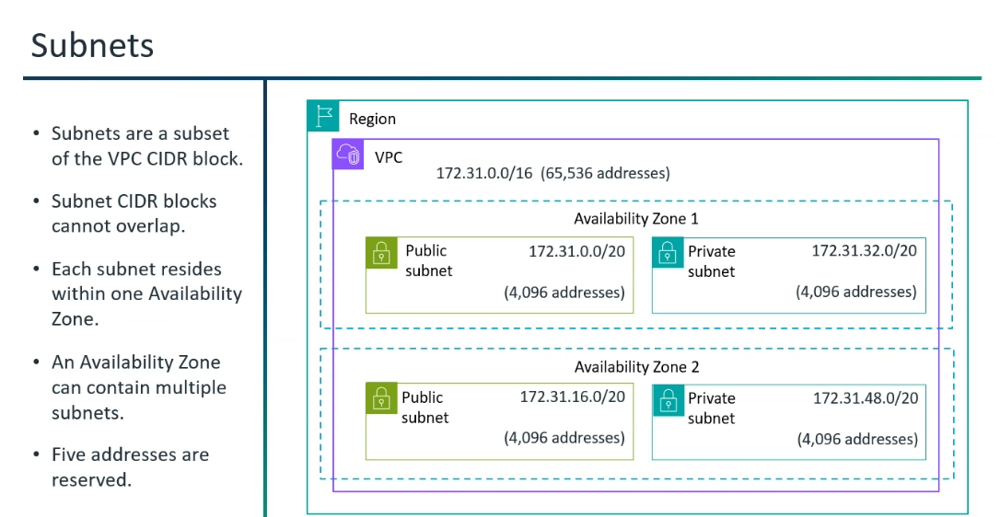 Subnets
• Subnets are a subset
of the VPC CIDR block.
• Subnet CIDR blocks
cannot overlap.
• Each subnet resides
within one Availability
Zone.
• An Availability Zone
can contain multiple
subnets.
• Five addresses are
reserved.
Region
VPC
172.31.0.0/16 (65,536 addresses)
Availability Zone 1
Public
subnet
172.31.0.0/20
(4,096 addresses)
Private
subnet
172.31.32.0/20
(4,096 addresses)
Availability Zone 2
Public
subnet
172.31.16.0/20
(4,096 addresses)
Private
subnet
172.31.48.0/20
(4,096 addresses)